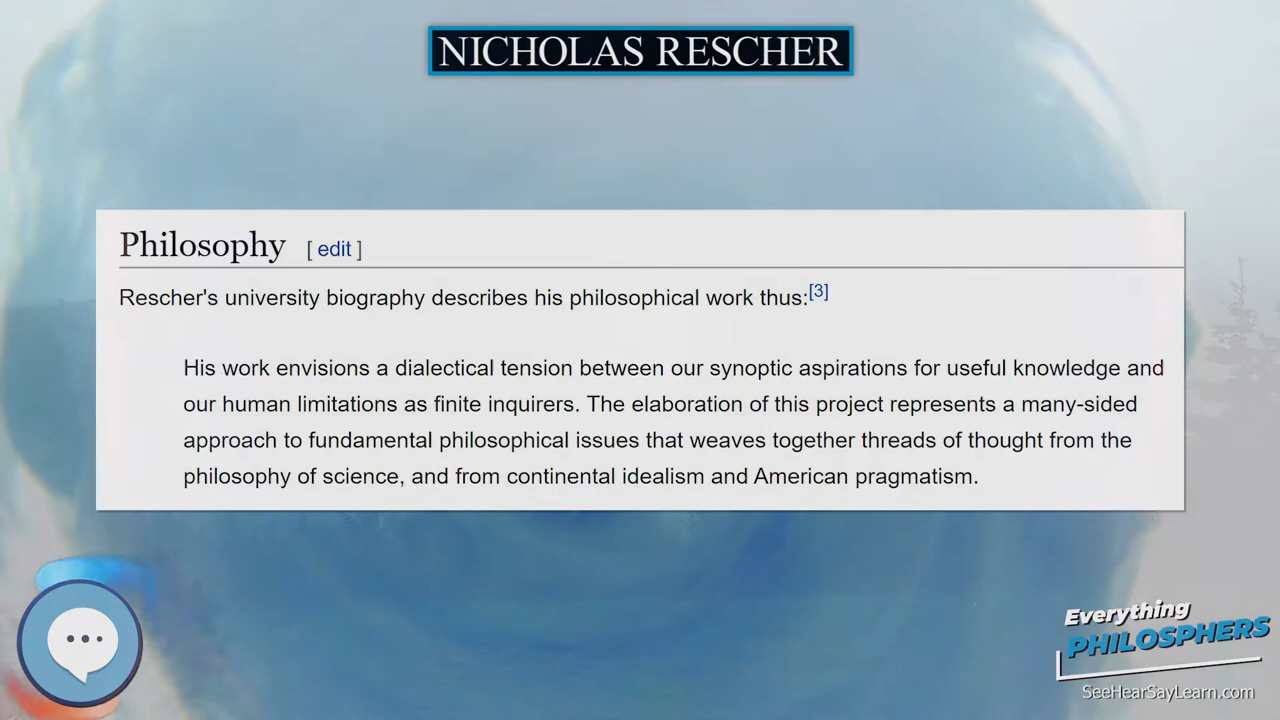 NICHOLAS RESCHER
Philosophy [ edit ]
Rescher's university biography describes his philosophical work thus:[3]
His work envisions a dialectical tension between our synoptic aspirations for useful knowledge and
our human limitations as finite inquirers. The elaboration of this project represents a many-sided
approach to fundamental philosophical issues that weaves together threads of thought from the
philosophy of science, and from continental idealism and American pragmatism.
Everything
PHILOSPHERS
SeeHearSayLearn.com